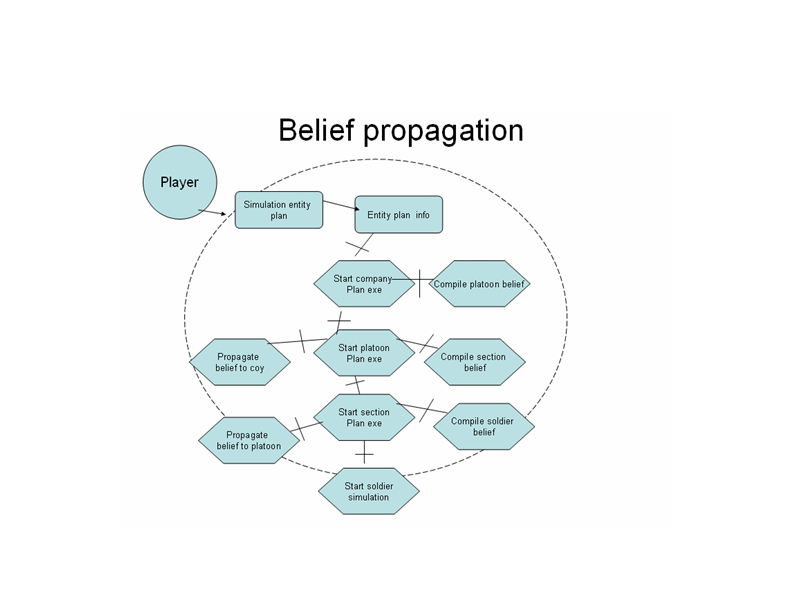 Belief propagation
Player
Simulation entity
plan
Entity plan info
Start company
Plan exe
Compile platoon belief
Propagate
belief to coy
Start platoon
Plan exe
Compile section
belief
Propagate
belief to platoon
Start section
Plan exe
Compile soldier
belief
Start soldier
simulation